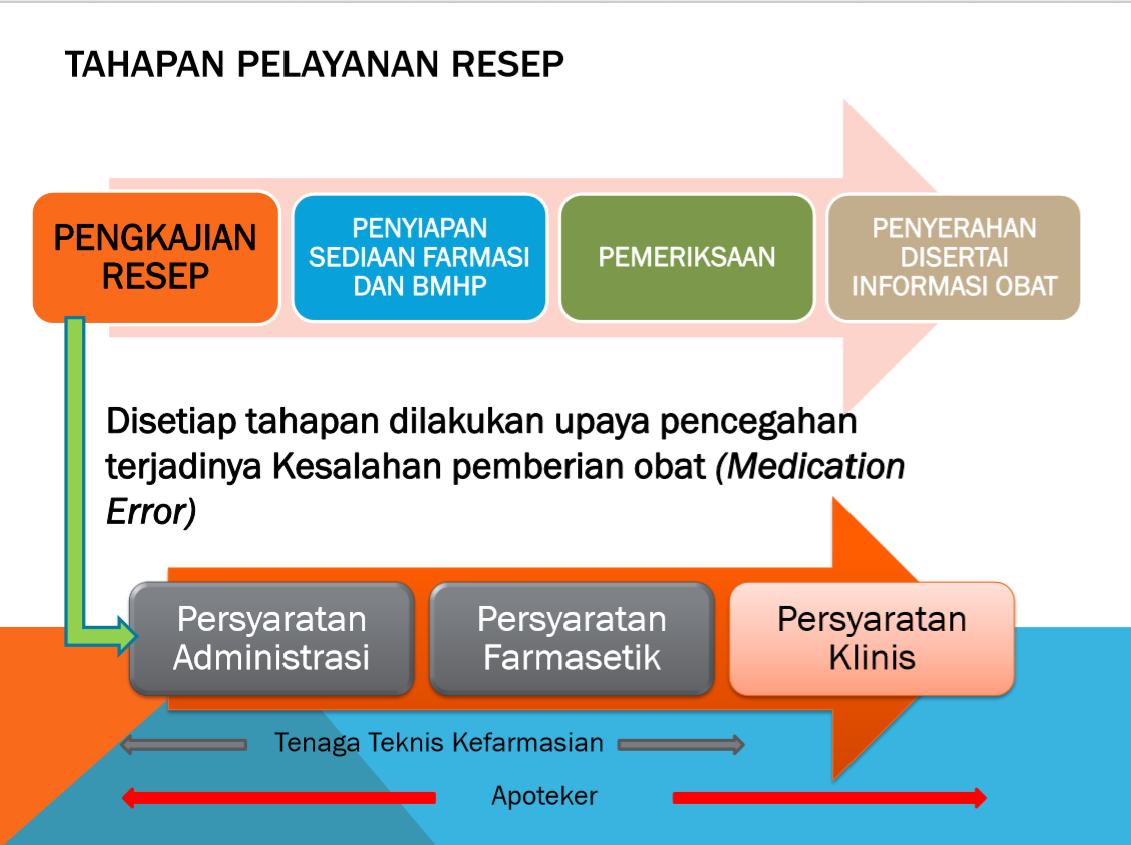 TAHAPAN PELAYANAN RESEP
PENGKAJIAN
RESEP
PENYIAPAN
SEDIAAN FARMASI
DAN BMHP
PEMERIKSAAN
PENYERAHAN
DISERTAI
INFORMASI OBAT
Disetiap tahapan dilakukan upaya pencegahan
terjadinya Kesalahan pemberian obat (Medication
Error)
Persyaratan
Administrasi
Persyaratan
Farmasetik
Persyaratan
Klinis
Tenaga Teknis Kefarmasian
Apoteker